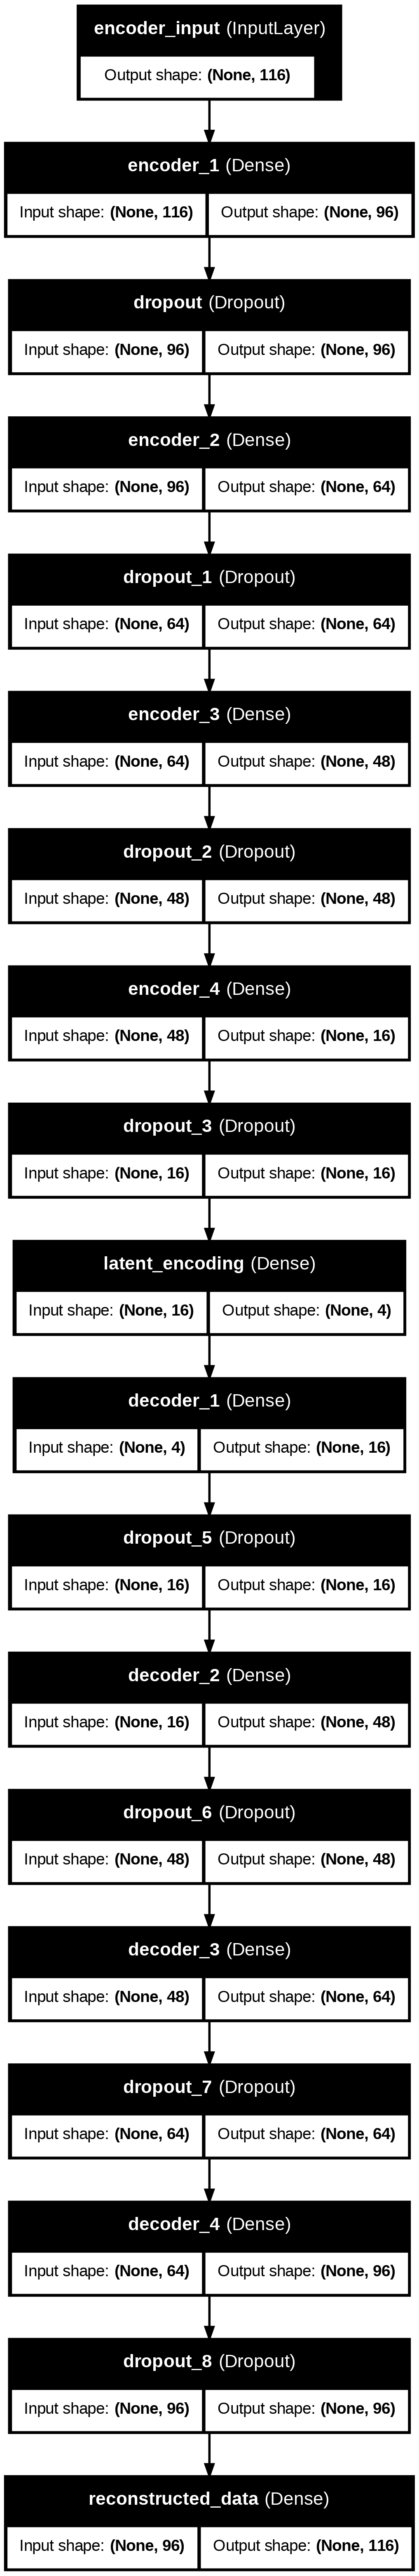 encoder_input (InputLayer)
Output shape: (None, 116)
encoder_1 (Dense)
Input shape: (None, 116) Output shape: (None, 96)
dropout (Dropout)
Input shape: (None, 96) Output shape: (None, 96)
encoder_2 (Dense)
Input shape: (None, 96) Output shape: (None, 64)
dropout_1 (Dropout)
Input shape: (None, 64) Output shape: (None, 64)
encoder_3 (Dense)
Input shape: (None, 64) Output shape: (None, 48)
dropout_2 (Dropout)
Input shape: (None, 48) Output shape: (None, 48)
encoder_4 (Dense)
Input shape: (None, 48) Output shape: (None, 16)
dropout_3 (Dropout)
Input shape: (None, 16) Output shape: (None, 16)
latent_encoding (Dense)
Input shape: (None, 16) Output shape: (None, 4)
decoder_1 (Dense)
Input shape: (None, 4) Output shape: (None, 16)
dropout_5 (Dropout)
Input shape: (None, 16) Output shape: (None, 16)
decoder_2 (Dense)
Input shape: (None, 16) Output shape: (None, 48)
dropout_6 (Dropout)
Input shape: (None, 48) Output shape: (None, 48)
decoder_3 (Dense)
Input shape: (None, 48) Output shape: (None, 64)
dropout_7 (Dropout)
Input shape: (None, 64) Output shape: (None, 64)
decoder_4 (Dense)
Input shape: (None, 64) Output shape: (None, 96)
dropout_8 (Dropout)
Input shape: (None, 96) Output shape: (None, 96)
reconstructed_data (Dense)
Input shape: (None, 96) Output shape: (None, 116)